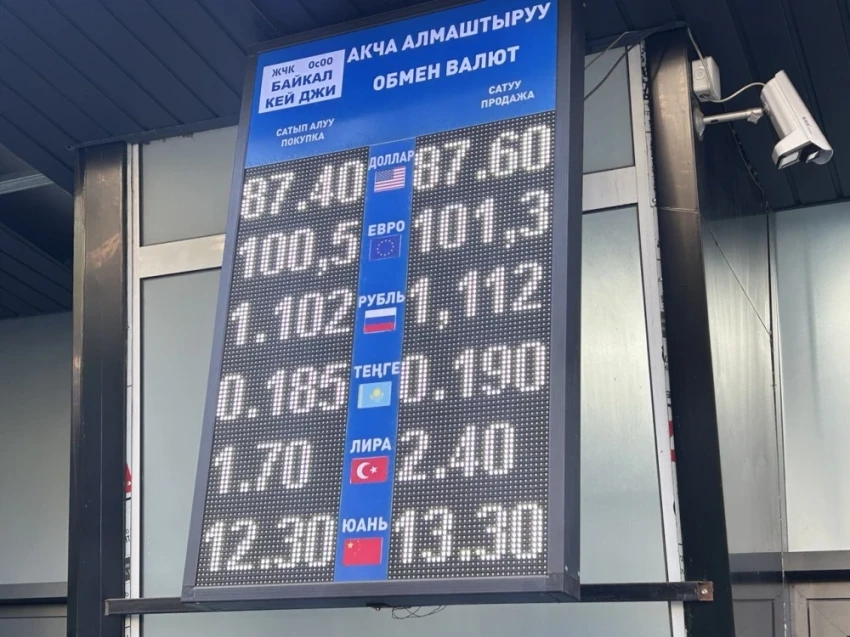 ЖЧК ОсОО
БАЙКАЛ
КЕЙ ДЖИ
АКЧА АЛМАШТЫРУУ
ОБМЕН ВАЛЮТ
САТЫП АЛУУ
ПОКУПКА
САТУУ
ПРОДАЖА
87.40 ДОЛЛАР 87.60
100,5 ЕВРО 101,3
1.102 РУБЛЬ 1,112
0.185 ТЕҢГЕ 0.190
1.70 ЛИРА 2.40
12.30 ЮАНЬ 13.30